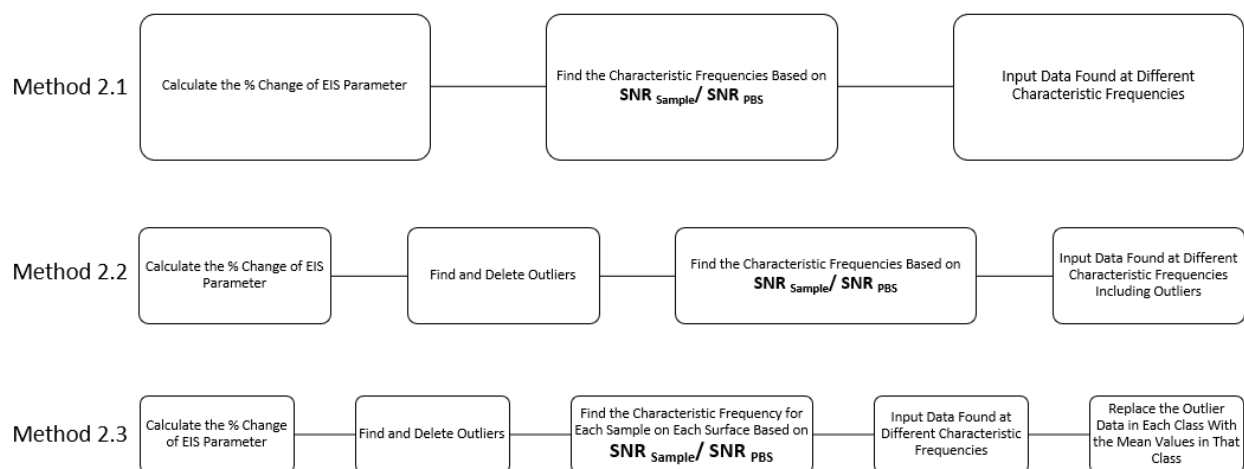 Method 2.1
Calculate the % Change of EIS Parameter
Find the Characteristic Frequencies Based on
SNR Sample/ SNR PBS
Input Data Found at Different
Characteristic Frequencies
Method 2.2
Calculate the % Change of EIS
Parameter
Find and Delete Outliers
Find the Characteristic Frequencies Based on
SNR Sample/ SNR PBS
Input Data Found at Different
Characteristic Frequencies
Including Outliers
Method 2.3
Calculate the % Change
of EIS Parameter
Find and Delete Outliers
Find the Characteristic Frequency for
Each Sample on Each Surface Based on
SNR Sample/ SNR PBS
Input Data Found at
Different Characteristic
Frequencies
Replace the Outlier
Data in Each Class With
the Mean Values in That
Class